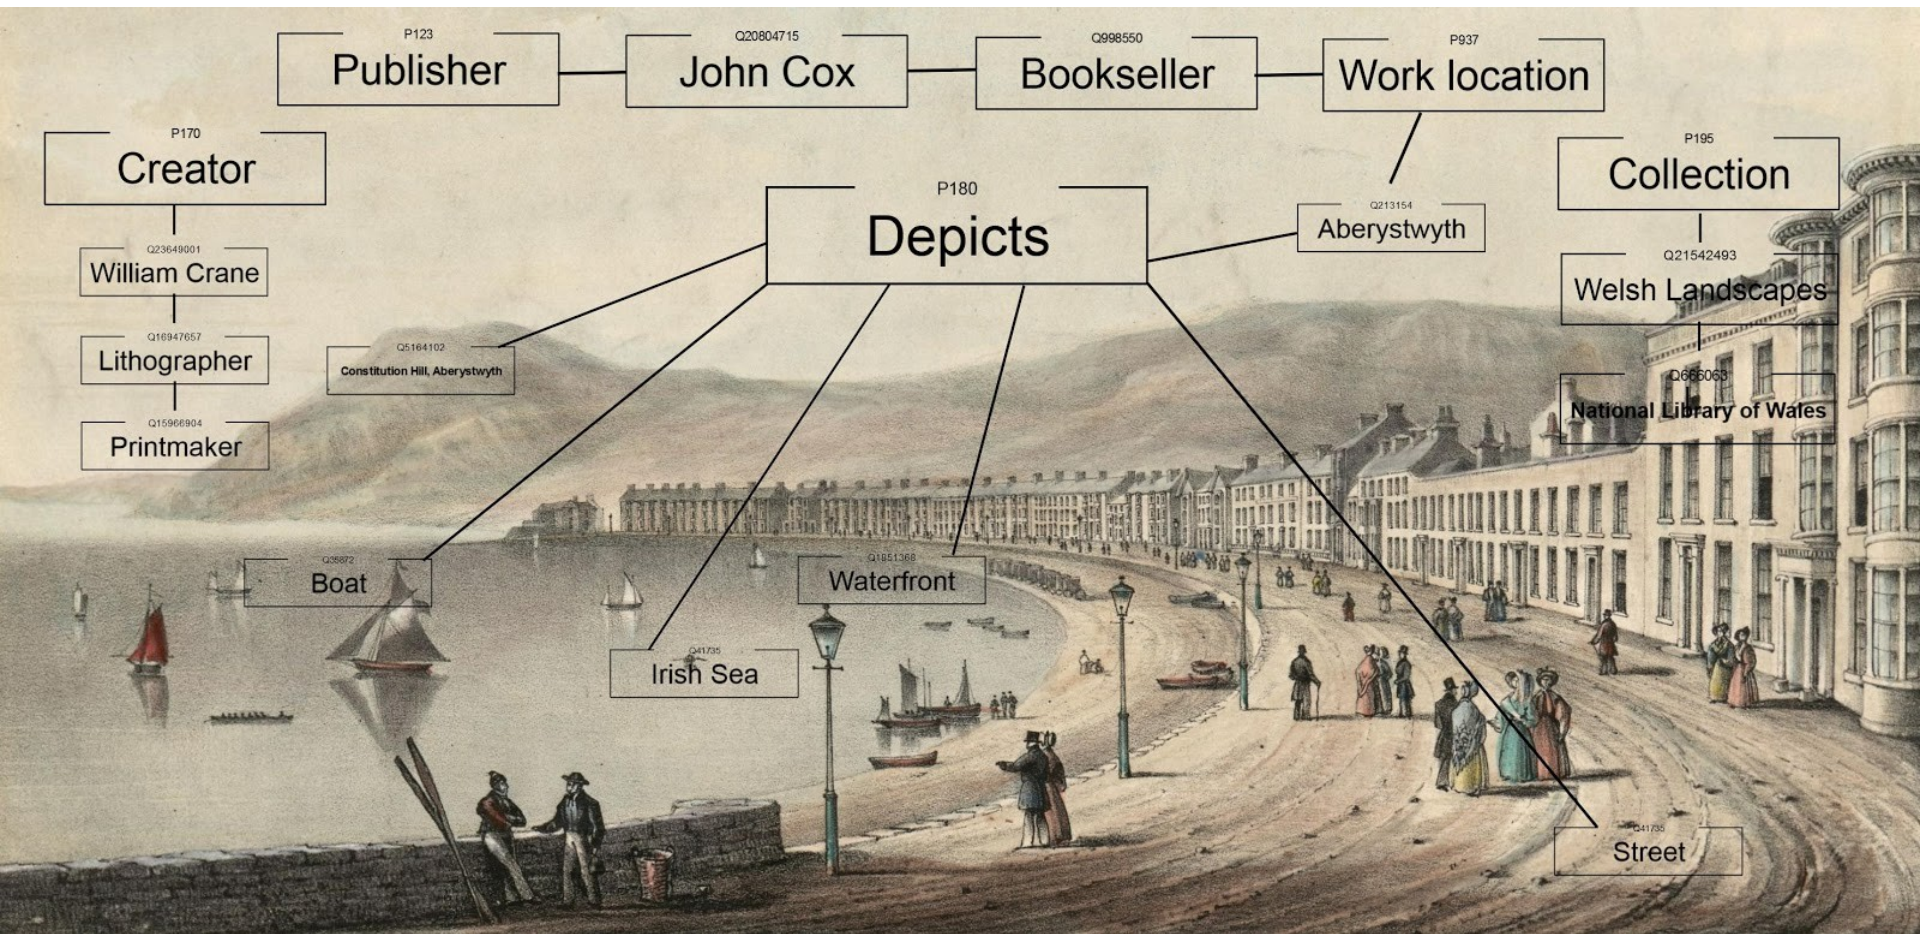 P123
Publisher
Q20804715
John Cox
Q998550
Bookseller
P937
Work location
P170
Creator
P195
Collection
P180
Depicts
Q213154
Aberystwyth
Q23649001
William Crane
Q21542493
Welsh Landscapes
Q16947657
Lithographer
Q5164102
Constitution Hill, Aberystwyth
Q666063
National Library of Wales
Q15966904
Printmaker
Q35872
Boat
Q1851366
Waterfront
Q41735
Irish Sea
Q41735
Street